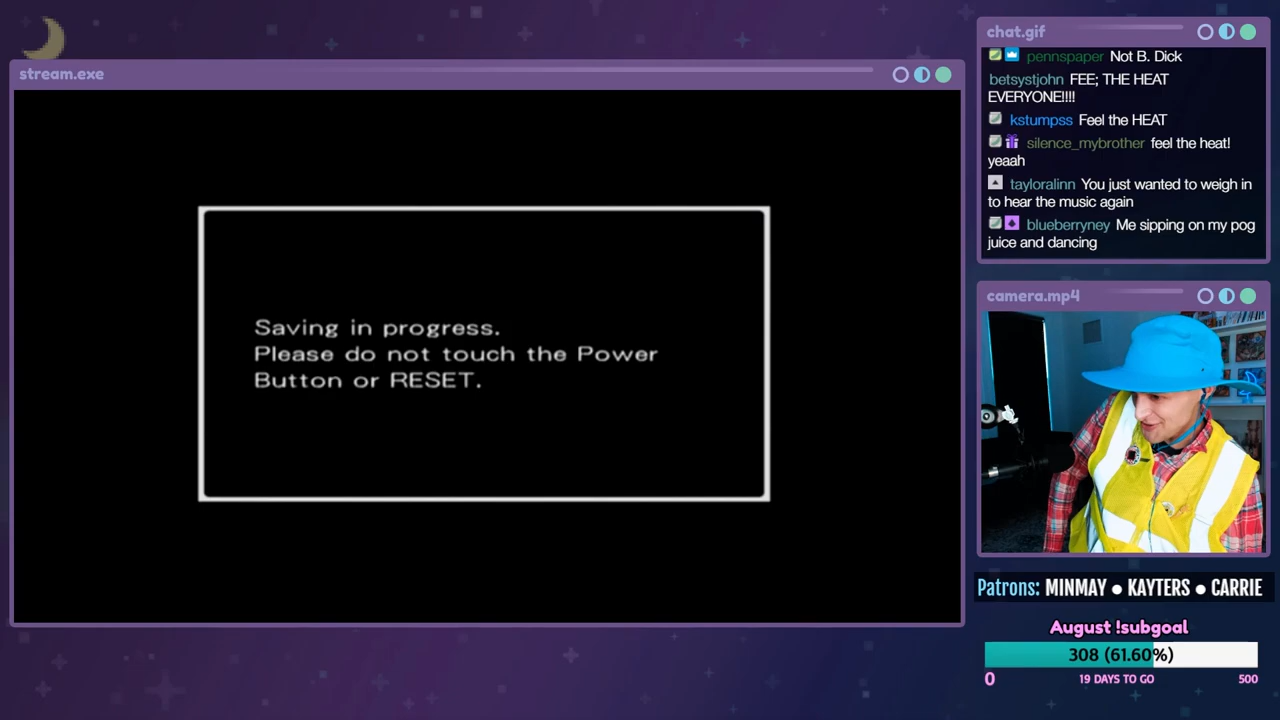 stream.exe
Saving in progress.
Please do not touch the Power
Button or RESET.
chat.gif
pennspaper Not B. Dick
betsystjohn FEE; THE HEAT
EVERYONE!!!!
kstumpss Feel the HEAT
silence_mybrother feel the heat!
yeaah
tayloralinn You just wanted to weigh in
to hear the music again
blueberryney Me sipping on my pog
juice and dancing
camera.mp4
Patrons: MINMAY ● KAYTERS ● CARRIE
August !subgoal
308 (61.60%)
0 19 DAYS TO GO 500